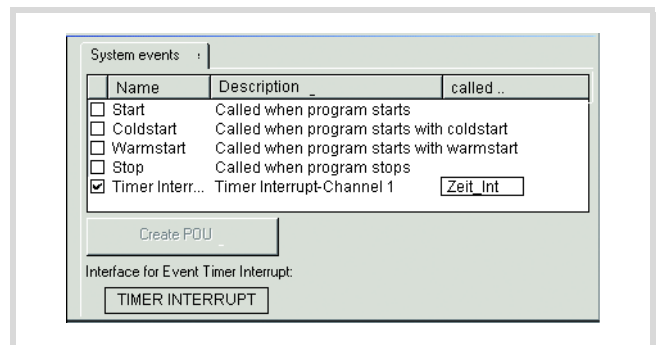 System events
Name Description _ called ..
Start Called when program starts
Coldstart Called when program starts with coldstart
Warmstart Called when program starts with warmstart
Stop Called when program stops
Timer Interr... Timer Interrupt-Channel 1 Zeit_Int
Create POU _
Interface for Event Timer Interrupt:
TIMER INTERRUPT